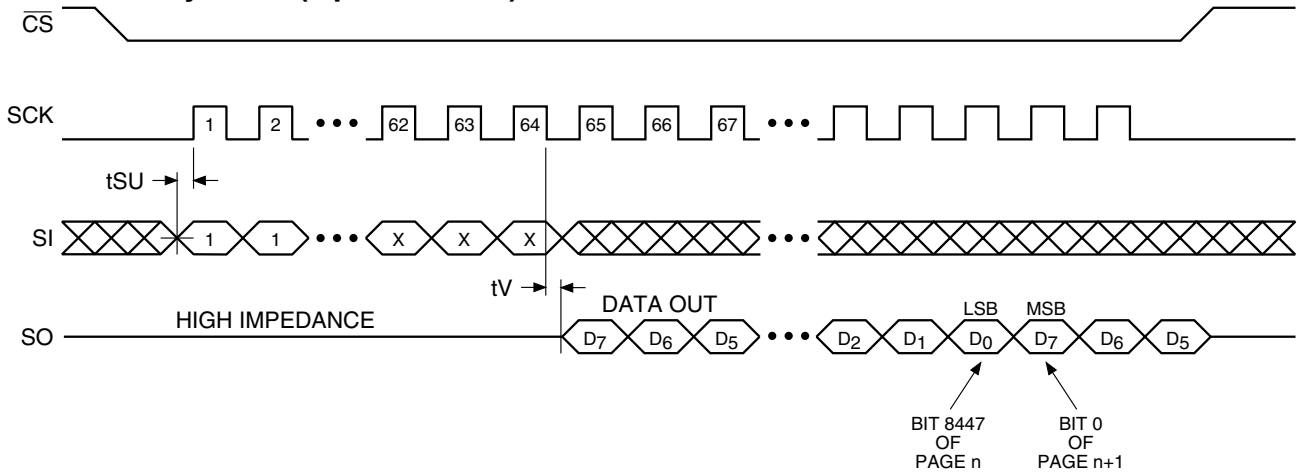 CS
SCK
1 2 ••• 62 63 64 65 66 67 •••
tSU
SI
1 1 ••• X X X •••
tV
DATA OUT
HIGH IMPEDANCE
LSB MSB
SO
D7 D6 D5 ••• D2 D1 D0 D7 D6 D5
BIT 8447
OF
PAGE n
BIT 0
OF
PAGE n+1